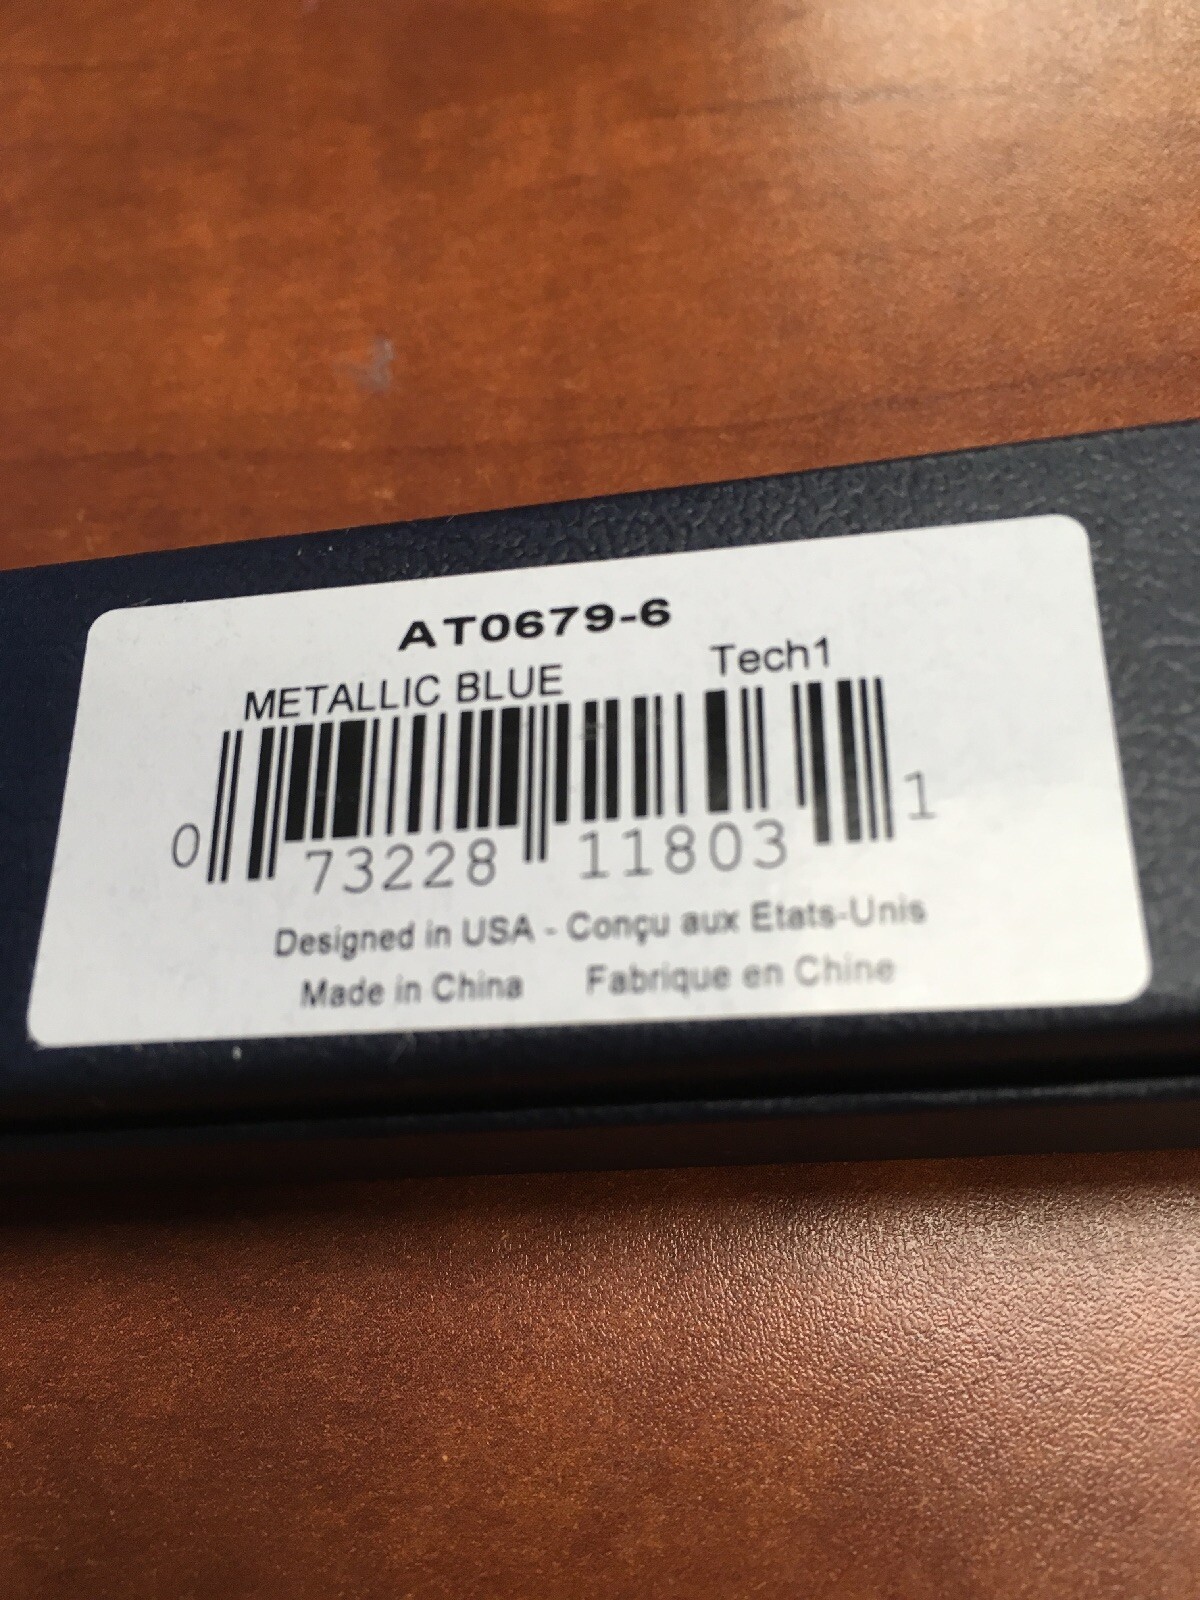 AT0679-6
METALLIC BLUE Tech1
0 73228 11803 1
Designed in USA - Conçu aux Etats-Unis
Made in China Fabrique en Chine